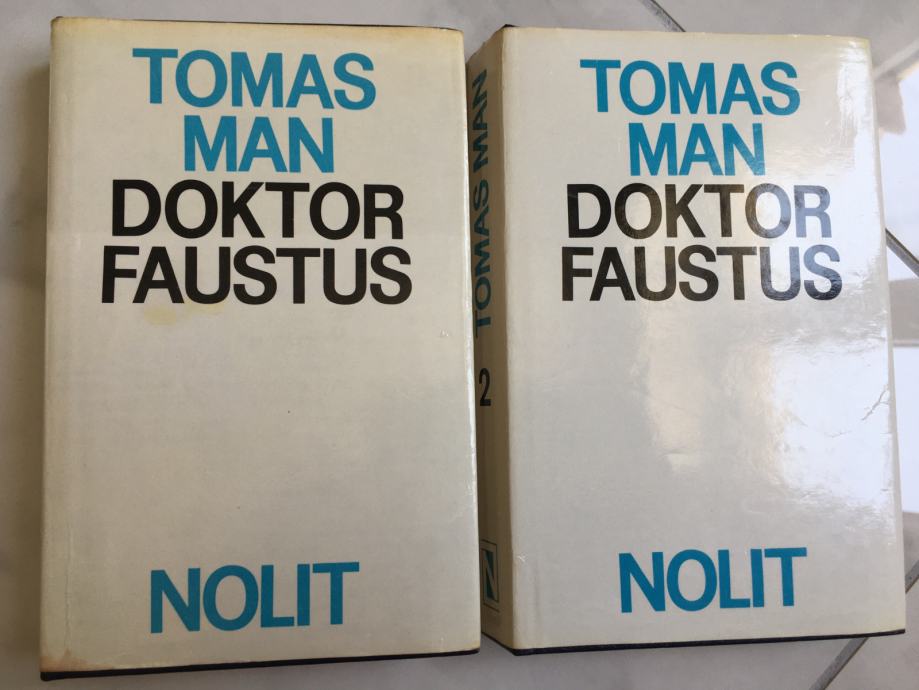 TOMAS
MAN
DOKTOR
FAUSTUS
NOLIT
TOMAS MAN
2
N
TOMAS
MAN
DOKTOR
FAUSTUS
NOLIT